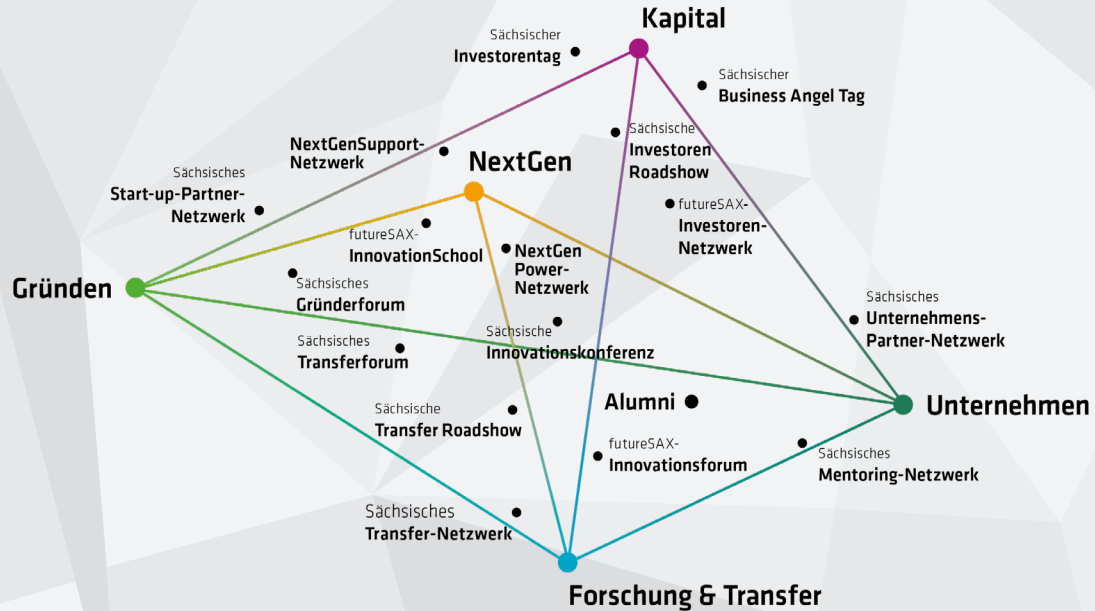 Kapital
Sächsischer
Investorentag
Sächsischer
Business Angel Tag
NextGenSupport-
Netzwerk
NextGen
Sächsische
Investoren
Roadshow
Sächsisches
Start-up-Partner-
Netzwerk
futureSAX-
InnovationSchool
futureSAX-
Investoren-
Netzwerk
NextGen
Power-
Netzwerk
Gründen
Sächsisches
Gründerforum
Sächsisches
Unternehmens-
Partner-Netzwerk
Sächsisches
Transferforum
Sächsische
Innovationskonferenz
Alumni
Unternehmen
Sächsische
Transfer Roadshow
futureSAX-
Innovationsforum
Sächsisches
Mentoring-Netzwerk
Sächsisches
Transfer-Netzwerk
Forschung & Transfer